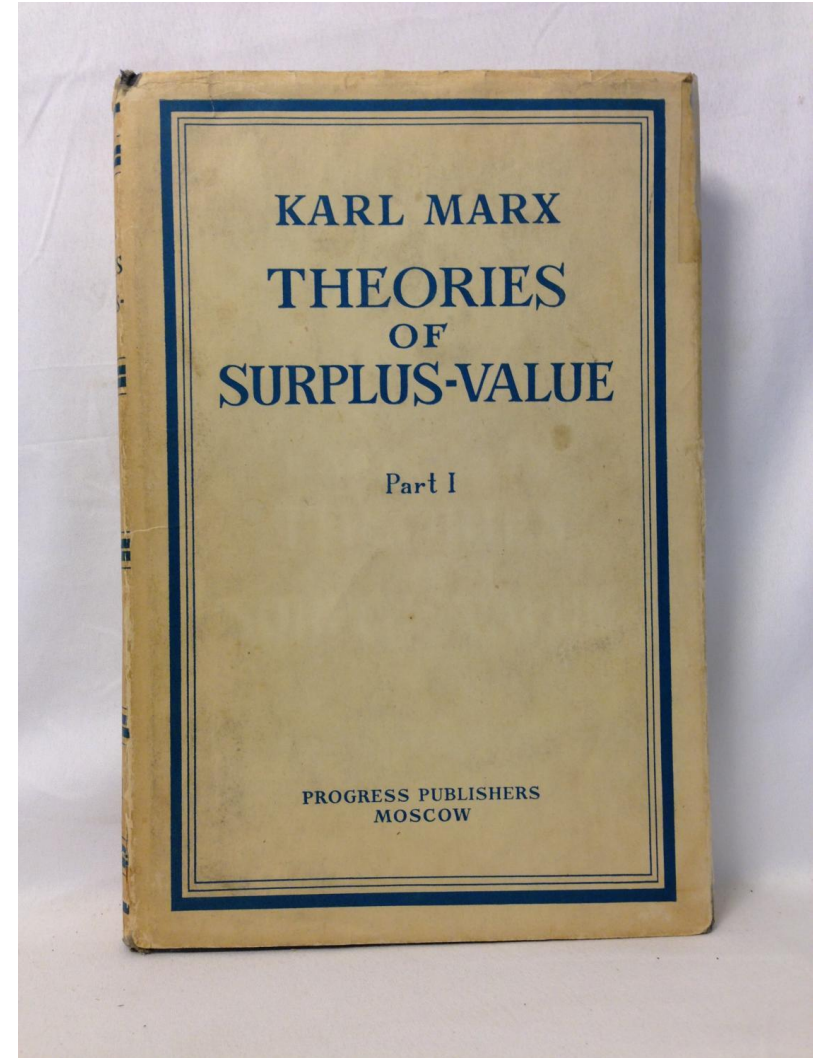 KARL MARX
THEORIES
OF
SURPLUS-VALUE
Part I
PROGRESS PUBLISHERS
MOSCOW